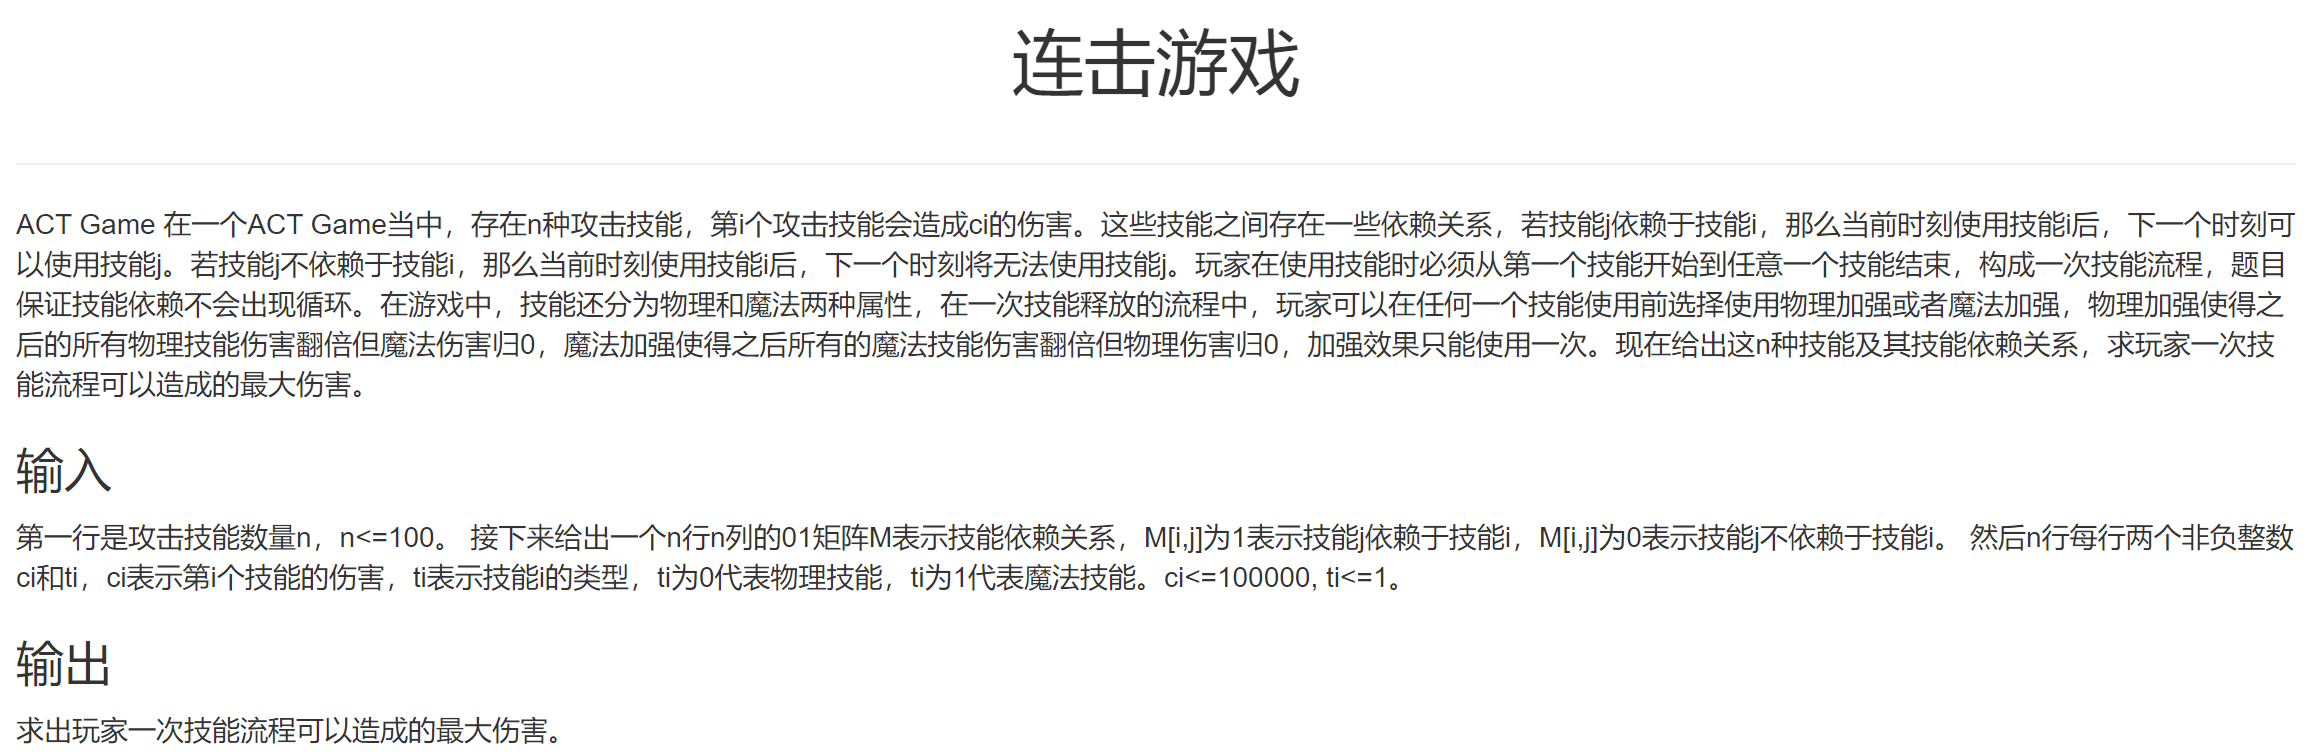 连击游戏
ACT Game 在一个ACT Game当中，存在n种攻击技能，第i个攻击技能会造成ci的伤害。这些技能之间存在一些依赖关系，若技能j依赖于技能i，那么当前时刻使用技能i后，下一个时刻可
以使用技能j。若技能j不依赖于技能i，那么当前时刻使用技能i后，下一个时刻将无法使用技能j。玩家在使用技能时必须从第一个技能开始到任意一个技能结束，构成一次技能流程，题目
保证技能依赖不会出现循环。在游戏中，技能还分为物理和魔法两种属性，在一次技能释放的流程中，玩家可以在任何一个技能使用前选择使用物理加强或者魔法加强，物理加强使得之
后的所有物理技能伤害翻倍但魔法伤害归0，魔法加强使得之后所有的魔法技能伤害翻倍但物理伤害归0，加强效果只能使用一次。现在给出这n种技能及其技能依赖关系，求玩家一次技
能流程可以造成的最大伤害。
输入
第一行是攻击技能数量n，n<=100。 接下来给出一个n行n列的01矩阵M表示技能依赖关系，M[i,j]为1表示技能j依赖于技能i，M[i,j]为0表示技能j不依赖于技能i。 然后n行每行两个非负整数
ci和ti，ci表示第i个技能的伤害，ti表示技能i的类型，ti为0代表物理技能，ti为1代表魔法技能。ci<=100000, ti<=1。
输出
求出玩家一次技能流程可以造成的最大伤害。